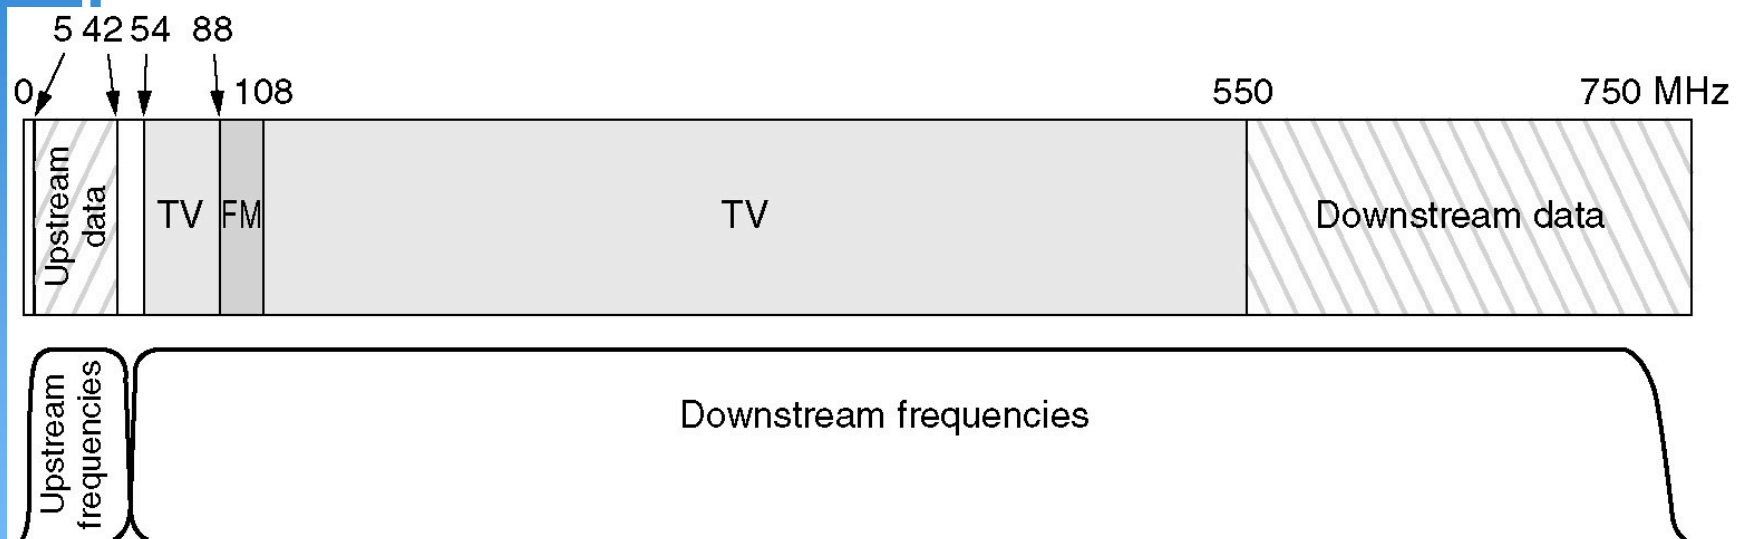 5 42 54 88
0 108 550 750 MHz
Upstream
data
TV FM TV Downstream data
Upstream
frequencies
Downstream frequencies